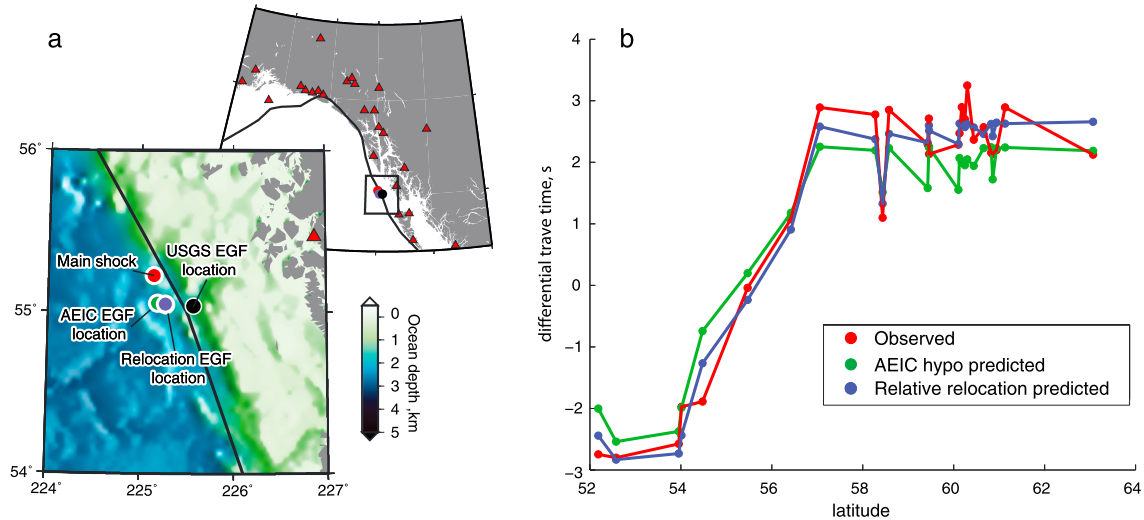 a
56°
55°
54°
224°
225°
226°
227°
Main shock
USGS EGF
location
AEIC EGF
location
Relocation EGF
location
0
1
2
3
4
5
Ocean depth ,km
b
4
3
2
1
0
−1
−2
−3
differential trave time, s
52
54
56
58
60
62
64
latitude
Observed
AEIC hypo predicted
Relative relocation predicted